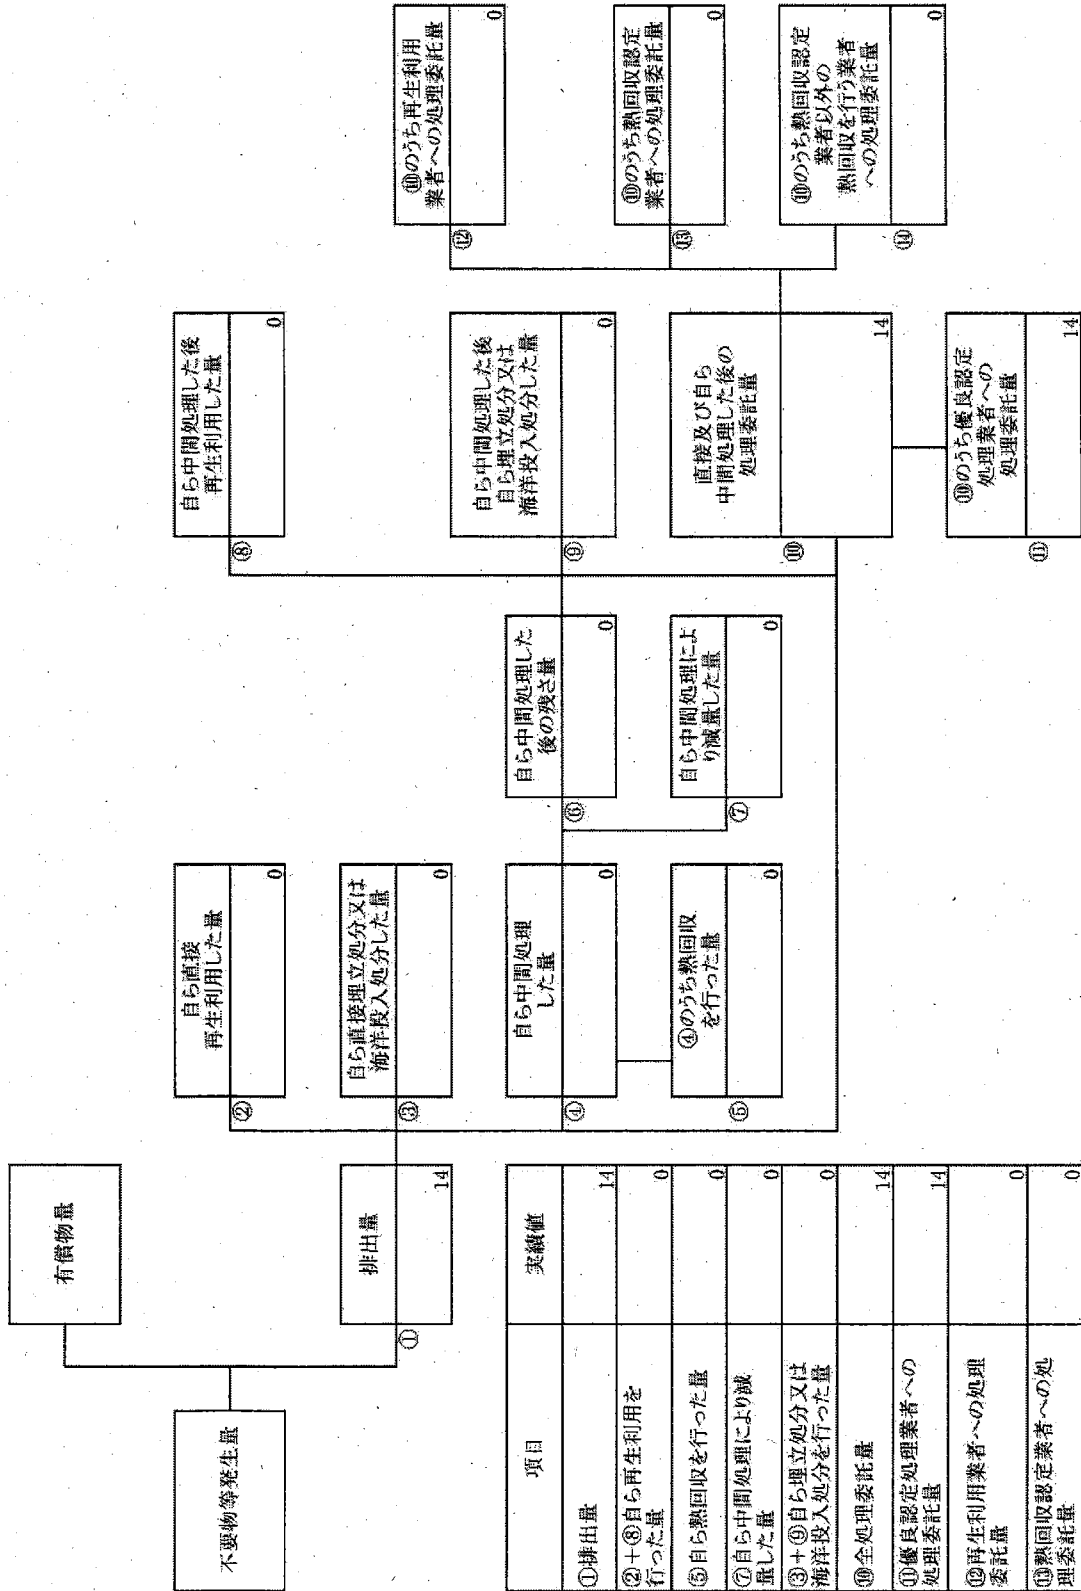 不要物等発生量
有償物量
①
排出量
14
②
自ら直接
再生利用した量
0
③
自ら直接埋立処分又は
海洋投入処分した量
0
④
自ら中間処理
した量
0
⑤
④のうち熱回収
を行った量
0
⑥
自ら中間処理した
後の残さ量
0
⑦
自ら中間処理によ
り減量した量
0
⑧
自ら中間処理した後
再生利用した量
0
⑨
自ら中間処理した後
自ら埋立処分又は
海洋投入処分した量
0
⑩
直接及び自ら
中間処理した後の
処理委託量
14
⑪
⑩のうち優良認定
処理業者への
処理委託量
14
⑫
⑩のうち再生利用
業者への処理委託量
0
⑬
⑩のうち熱回収認定
業者への処理委託量
0
⑭
⑩のうち熱回収認定
業者以外の
熱回収を行う業者
への処理委託量
0
項目
実績値
①排出量
14
②+⑧自ら再生利用を
行った量
0
⑤自ら熱回収を行った量
0
⑦自ら中間処理により減
量した量
0
③+⑨自ら埋立処分又は
海洋投入処分を行った量
0
⑩全処理委託量
14
⑪優良認定処理業者への
処理委託量
14
⑫再生利用業者への処理
委託量
0
⑬熱回収認定業者への処
理委託量
0